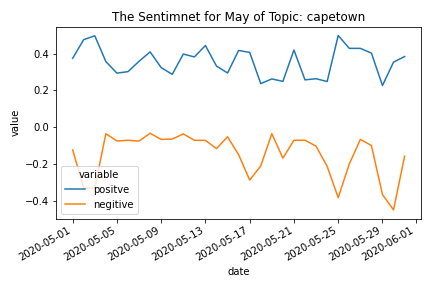 The Sentimnet for May of Topic: capetown
value
0.4
0.2
0.0
−0.2
−0.4
variable
positve
negitive
2020-05-01
2020-05-05
2020-05-09
2020-05-13
2020-05-17
2020-05-21
2020-05-25
2020-05-29
2020-06-01
date